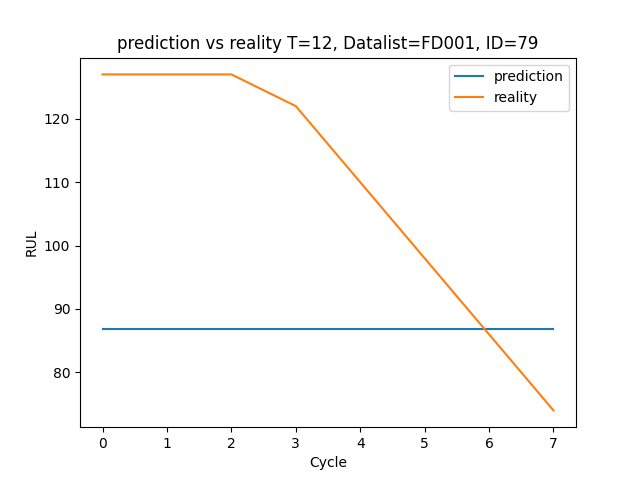 prediction vs reality T=12, Datalist=FD001, ID=79
prediction
reality
120
110
100
90
80
RUL
0 1 2 3 4 5 6 7
Cycle